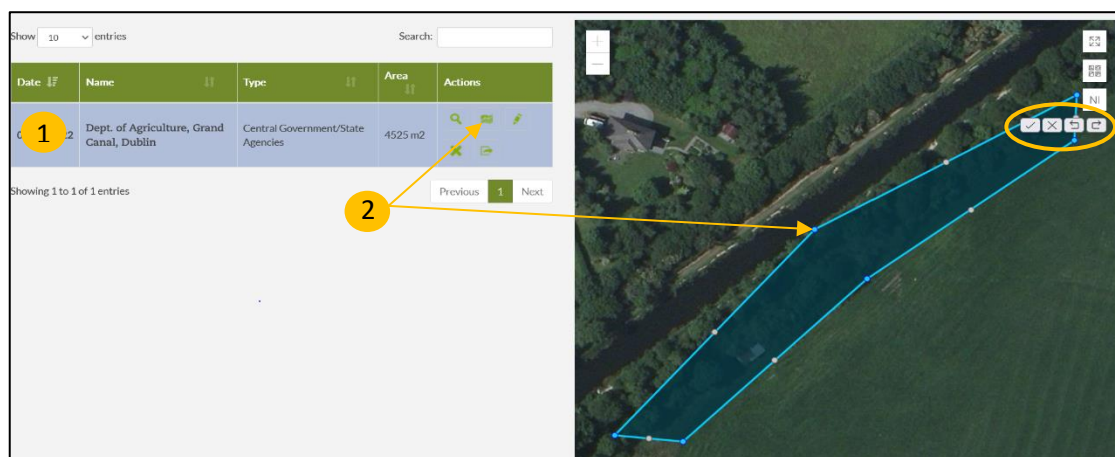 Show 10 entries
Search:
Date
Name
Type
Area
Actions
1
Dept. of Agriculture, Grand
Canal, Dublin
Central Government/State
Agencies
4525 m2
Showing 1 to 1 of 1 entries
Previous 1 Next
2
+
−
NI